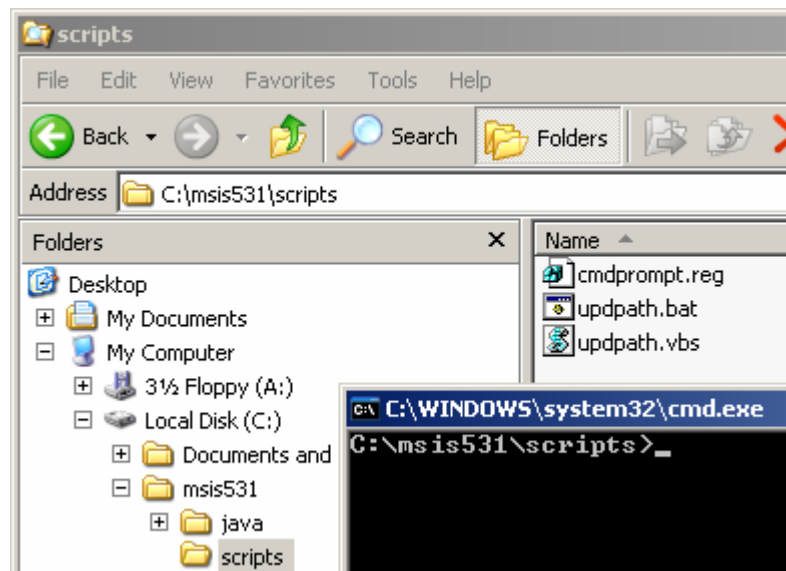 scripts
File Edit View Favorites Tools Help
Back Search Folders
Address C:\msis531\scripts
Folders
Name
Desktop
cmdprompt.reg
My Documents
updpath.bat
My Computer
updpath.vbs
3½ Floppy (A:)
Local Disk (C:)
C:\WINDOWS\system32\cmd.exe
Documents and
C:\msis531\scripts>_
msis531
java
scripts